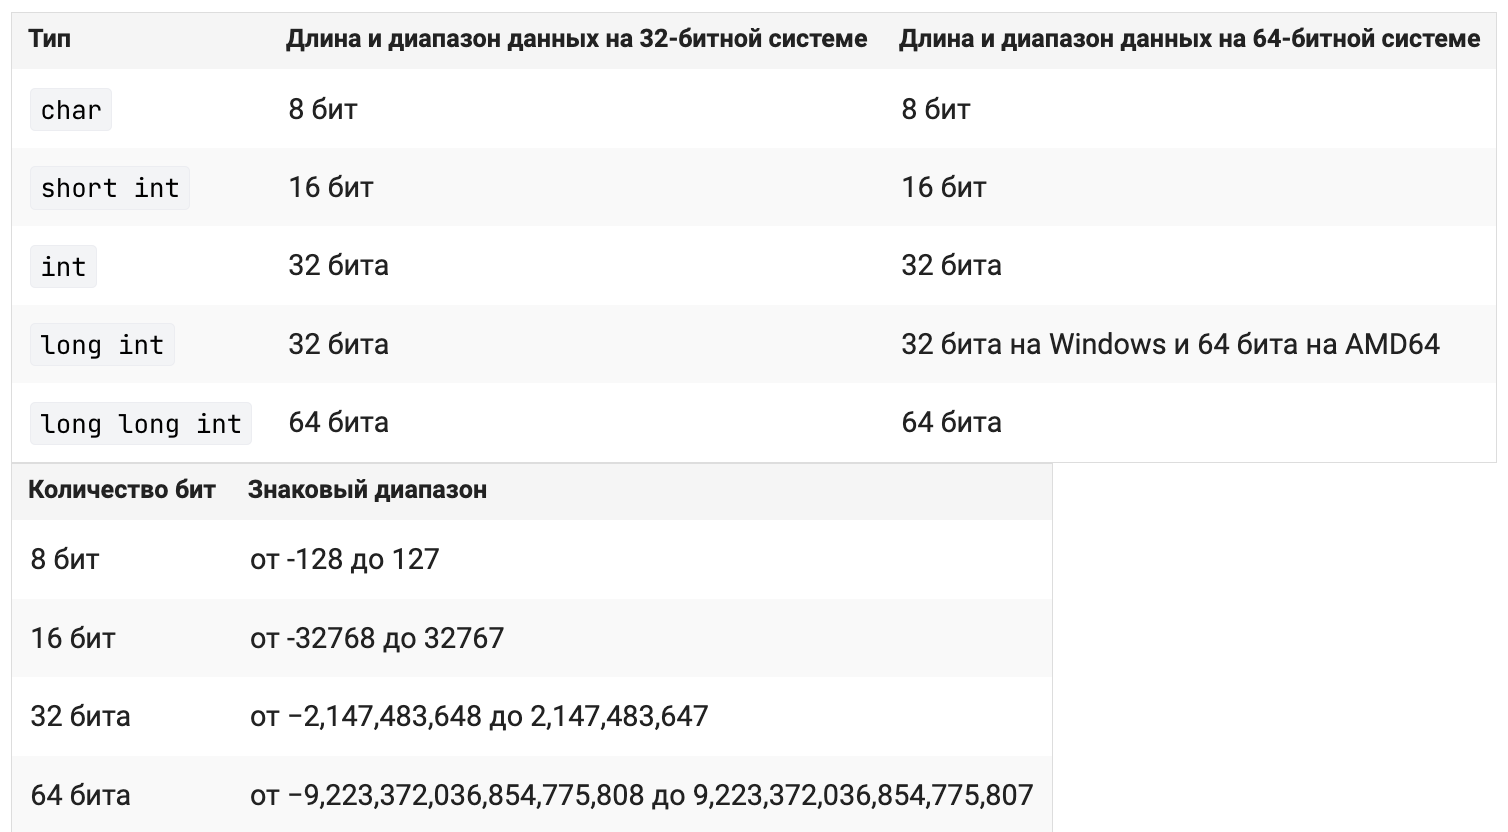 Тип Длина и диапазон данных на 32-битной системе Длина и диапазон данных на 64-битной системе
char 8 бит 8 бит
short int 16 бит 16 бит
int 32 бита 32 бита
long int 32 бита 32 бита на Windows и 64 бита на AMD64
long long int 64 бита 64 бита
Количество бит Знаковый диапазон
8 бит от -128 до 127
16 бит от -32768 до 32767
32 бита от −2,147,483,648 до 2,147,483,647
64 бита от −9,223,372,036,854,775,808 до 9,223,372,036,854,775,807